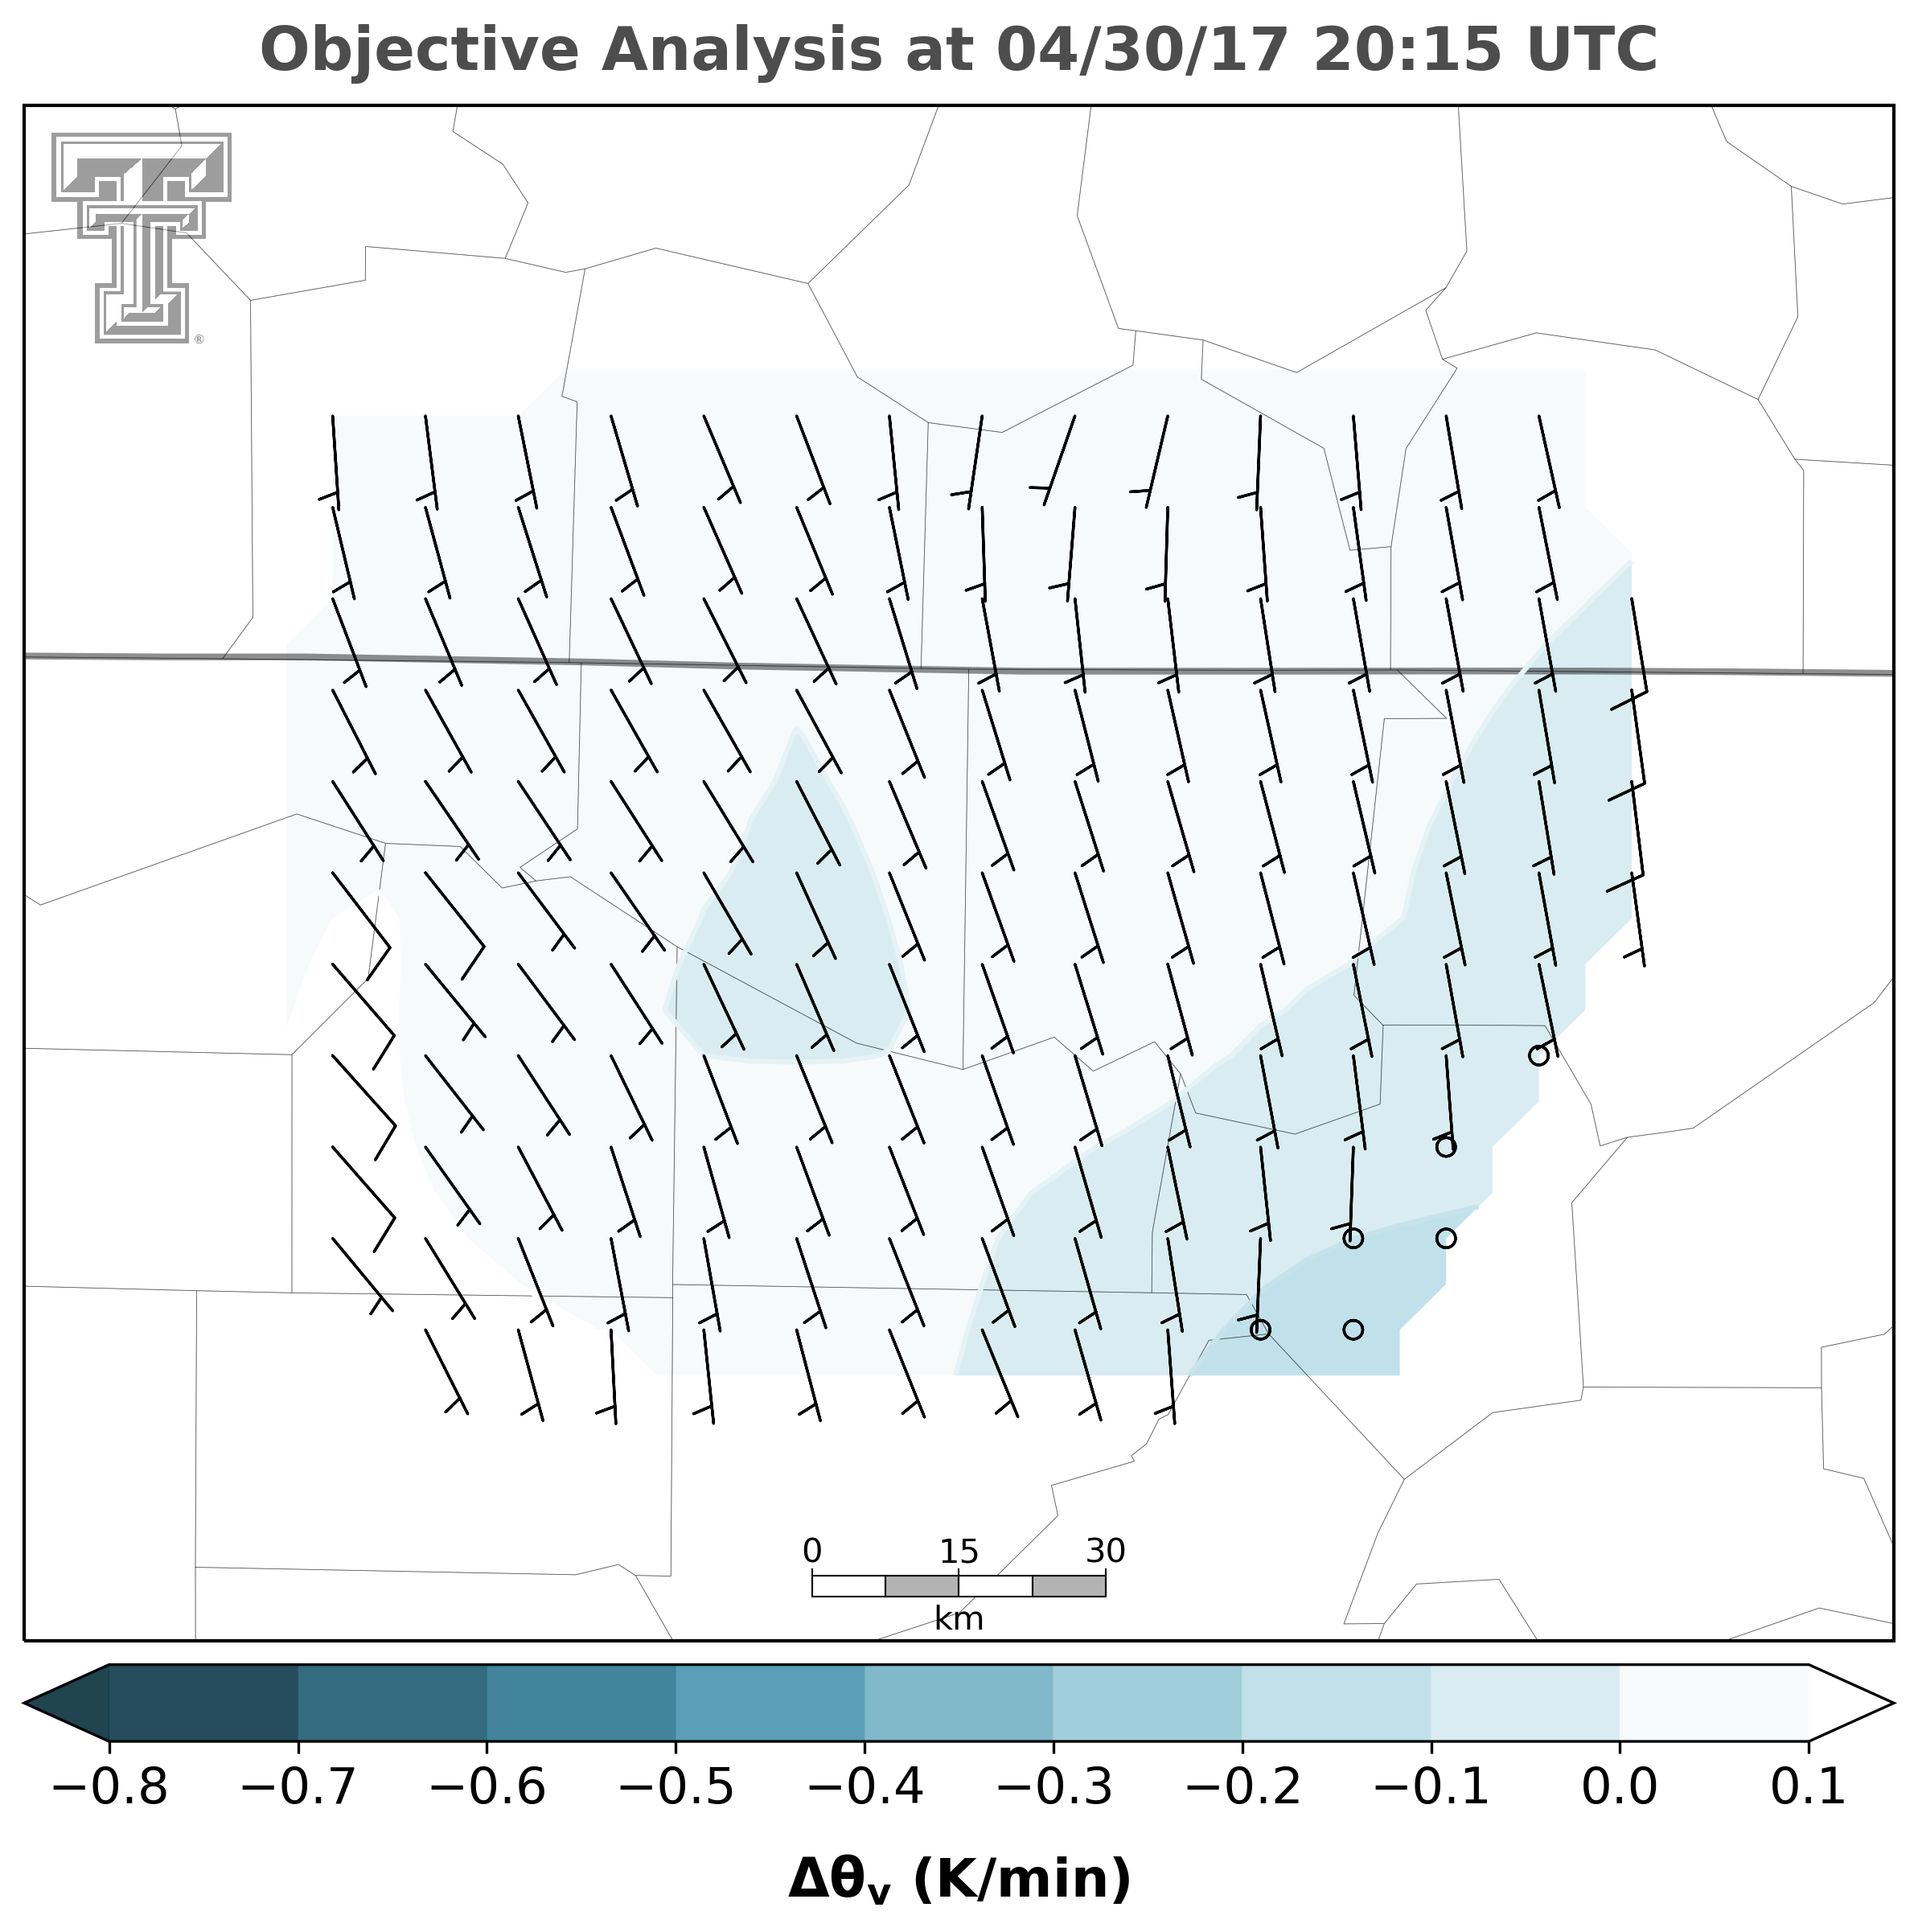 Objective Analysis at 04/30/17 20:15 UTC
®
0 15 30
km
−0.8 −0.7 −0.6 −0.5 −0.4 −0.3 −0.2 −0.1 0.0 0.1
Δθv (K/min)